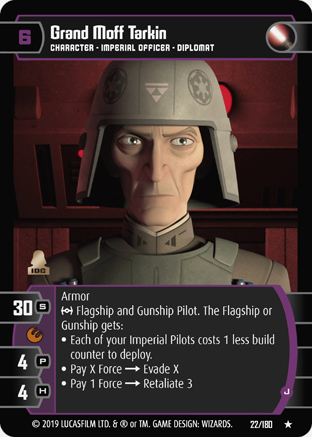 6
Grand Moff Tarkin
CHARACTER - IMPERIAL OFFICER - DIPLOMAT
IDC
30 S
4 P
4 H
Armor
Flagship and Gunship Pilot. The Flagship or
Gunship gets:
• Each of your Imperial Pilots costs 1 less build
counter to deploy.
• Pay X Force → Evade X
• Pay 1 Force → Retaliate 3
J
© 2019 LUCASFILM LTD. & ® or TM. GAME DESIGN: WIZARDS.
22/180 ★